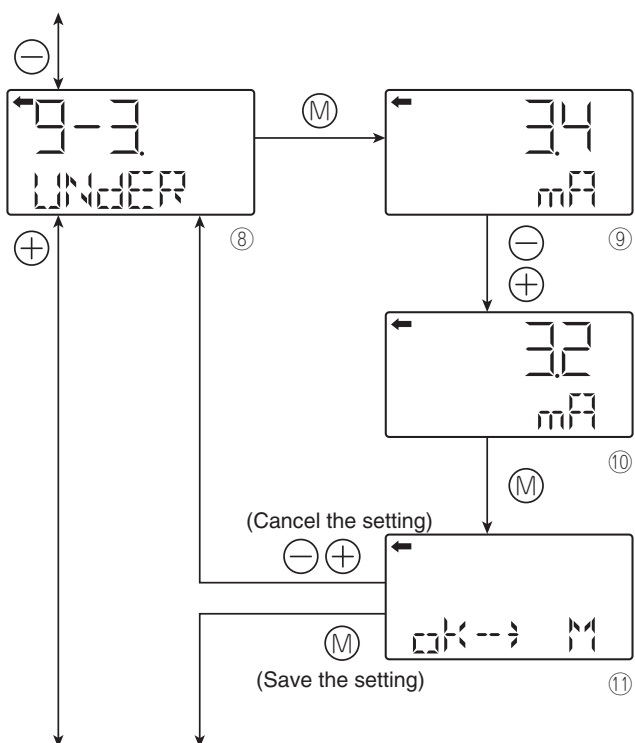 ⊖
9-3.
UNdER
⑧
Ⓜ
3.4
mA
⑨
⊕
⊖
⊕
3.2
mA
⑩
Ⓜ
(Cancel the setting)
⊖ ⊕
oK--> M
⑪
Ⓜ
(Save the setting)